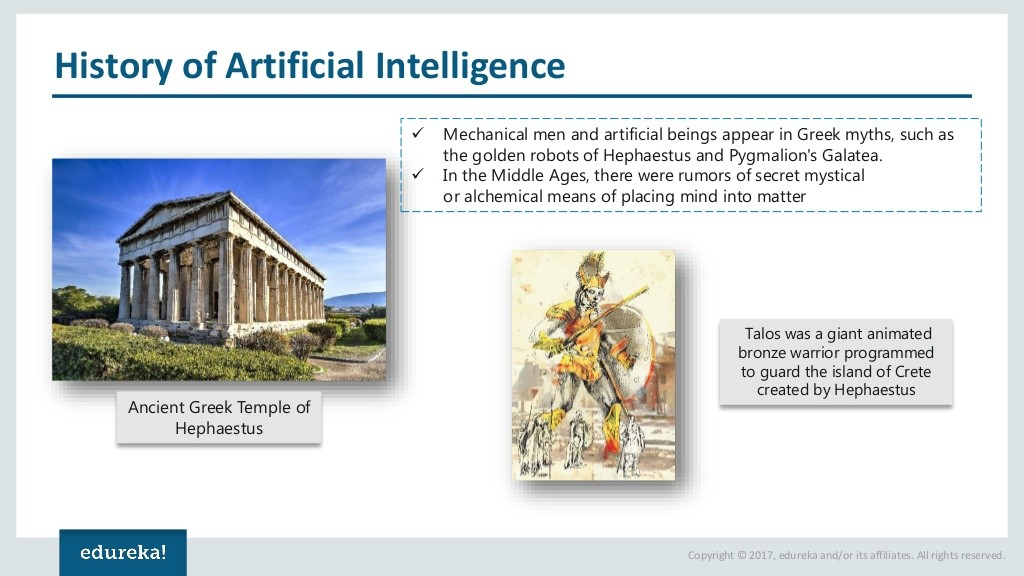 History of Artificial Intelligence
✓ Mechanical men and artificial beings appear in Greek myths, such as
the golden robots of Hephaestus and Pygmalion's Galatea.
✓ In the Middle Ages, there were rumors of secret mystical
or alchemical means of placing mind into matter
Ancient Greek Temple of
Hephaestus
Talos was a giant animated
bronze warrior programmed
to guard the island of Crete
created by Hephaestus
edureka!
Copyright © 2017, edureka and/or its affiliates. All rights reserved.